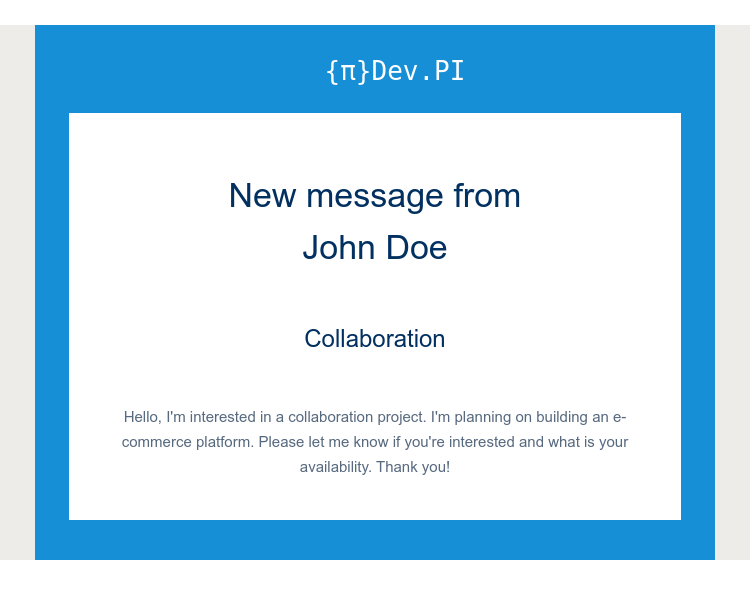 {π}Dev.PI
New message from
John Doe
Collaboration
Hello, I'm interested in a collaboration project. I'm planning on building an e-
commerce platform. Please let me know if you're interested and what is your
availability. Thank you!